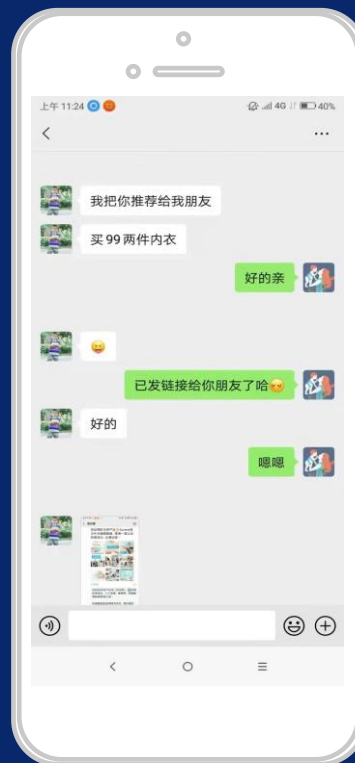 上午 11:24
4G
40%
我把你推荐给我朋友
买 99 两件内衣
好的亲
已发链接给你朋友了哈
好的
嗯嗯